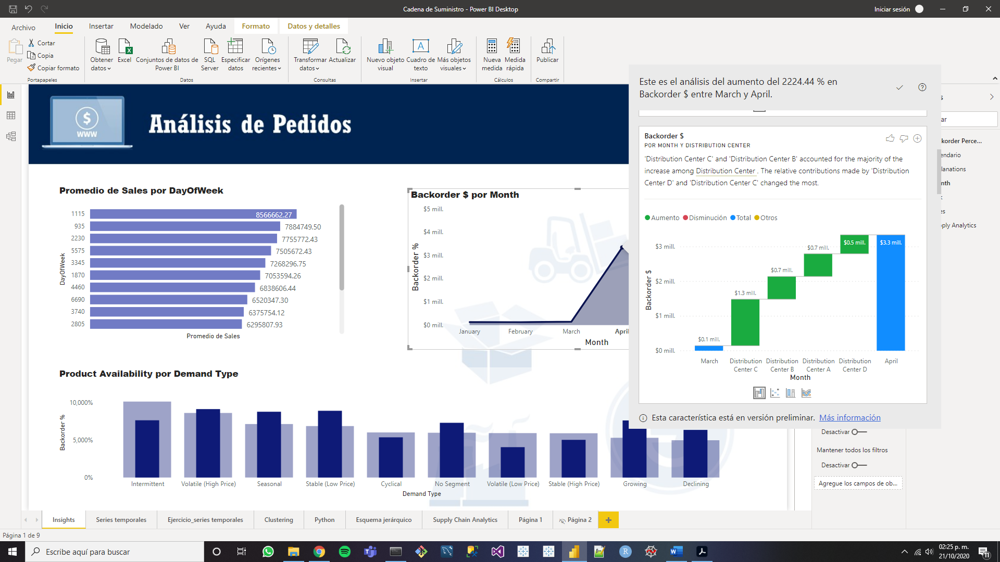 Cadena de Suministro - Power BI Desktop
Iniciar sesión
Archivo
Inicio
Insertar
Modelado
Ver
Ayuda
Formato
Datos y detalles
Pegar
Cortar
Copia
Copiar formato
Portapapeles
Obtener datos
Excel
Conjuntos de datos de Power BI
SQL Server
Especificar datos
Orígenes recientes
Datos
Transformar datos
Actualizar
Consultas
Nuevo objeto visual
Cuadro de texto
Más objetos visuales
Insertar
Nueva medida
Medida rápida
Cálculos
Publicar
Compartir
$
WWW
Análisis de Pedidos
Promedio de Sales por DayOfWeek
DayOfWeek
1115 8566662.27
935 7884749.50
2230 7755772.43
5575 7505672.43
3345 7268296.75
1870 7053594.26
4460 6838606.44
6690 6520347.30
3740 6375754.12
2805 6295807.93
Promedio de Sales
Backorder $ por Month
Backorder %
$5 mill.
$4 mill.
$3 mill.
$2 mill.
$1 mill.
$0 mill.
January
February
March
April
Month
Product Availability por Demand Type
Backorder %
10,000%
5,000%
0%
Intermittent
Volatile (High Price)
Seasonal
Stable (Low Price)
Cyclical
No Segment
Volatile (Low Price)
Stable (High Price)
Growing
Declining
Demand Type
Este es el análisis del aumento del 2224.44 % en
Backorder $ entre March y April.
Backorder $
POR MONTH Y DISTRIBUTION CENTER
'Distribution Center C' and 'Distribution Center B' accounted for the majority of the
increase among Distribution Center . The relative contributions made by 'Distribution
Center D' and 'Distribution Center C' changed the most.
Aumento Disminución Total Otros
Backorder $
$3 mill.
$2 mill.
$1 mill.
$0 mill.
$0.1 mill.
$1.3 mill.
$0.7 mill.
$0.7 mill.
$0.5 mill.
$3.3 mill.
March
Distribution Center C
Distribution Center B
Distribution Center A
Distribution Center D
April
Month
Esta característica está en versión preliminar. Más información
s
ar
korder Perce...
endario
lanations
nth
es
ply Analytics
Desactivar
Mantener todos los filtros
Desactivar
Agregue los campos de ob...
Insights
Series temporales
Ejercicio_series temporales
Clustering
Python
Esquema jerárquico
Supply Chain Analytics
Página 1
Página 2
Página 1 de 9
Escribe aquí para buscar
02:25 p. m.
21/10/2020
11